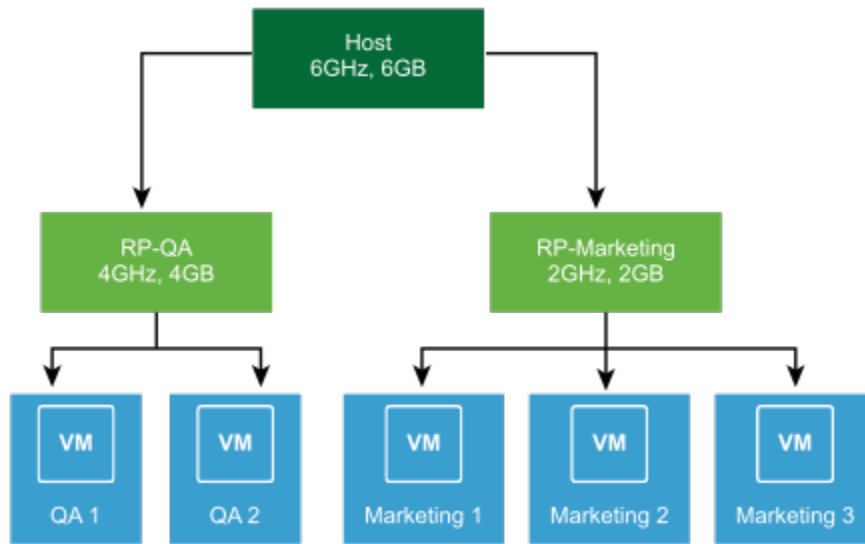 Host
6GHz, 6GB
RP-QA
4GHz, 4GB
RP-Marketing
2GHz, 2GB
VM
QA 1
VM
QA 2
VM
Marketing 1
VM
Marketing 2
VM
Marketing 3